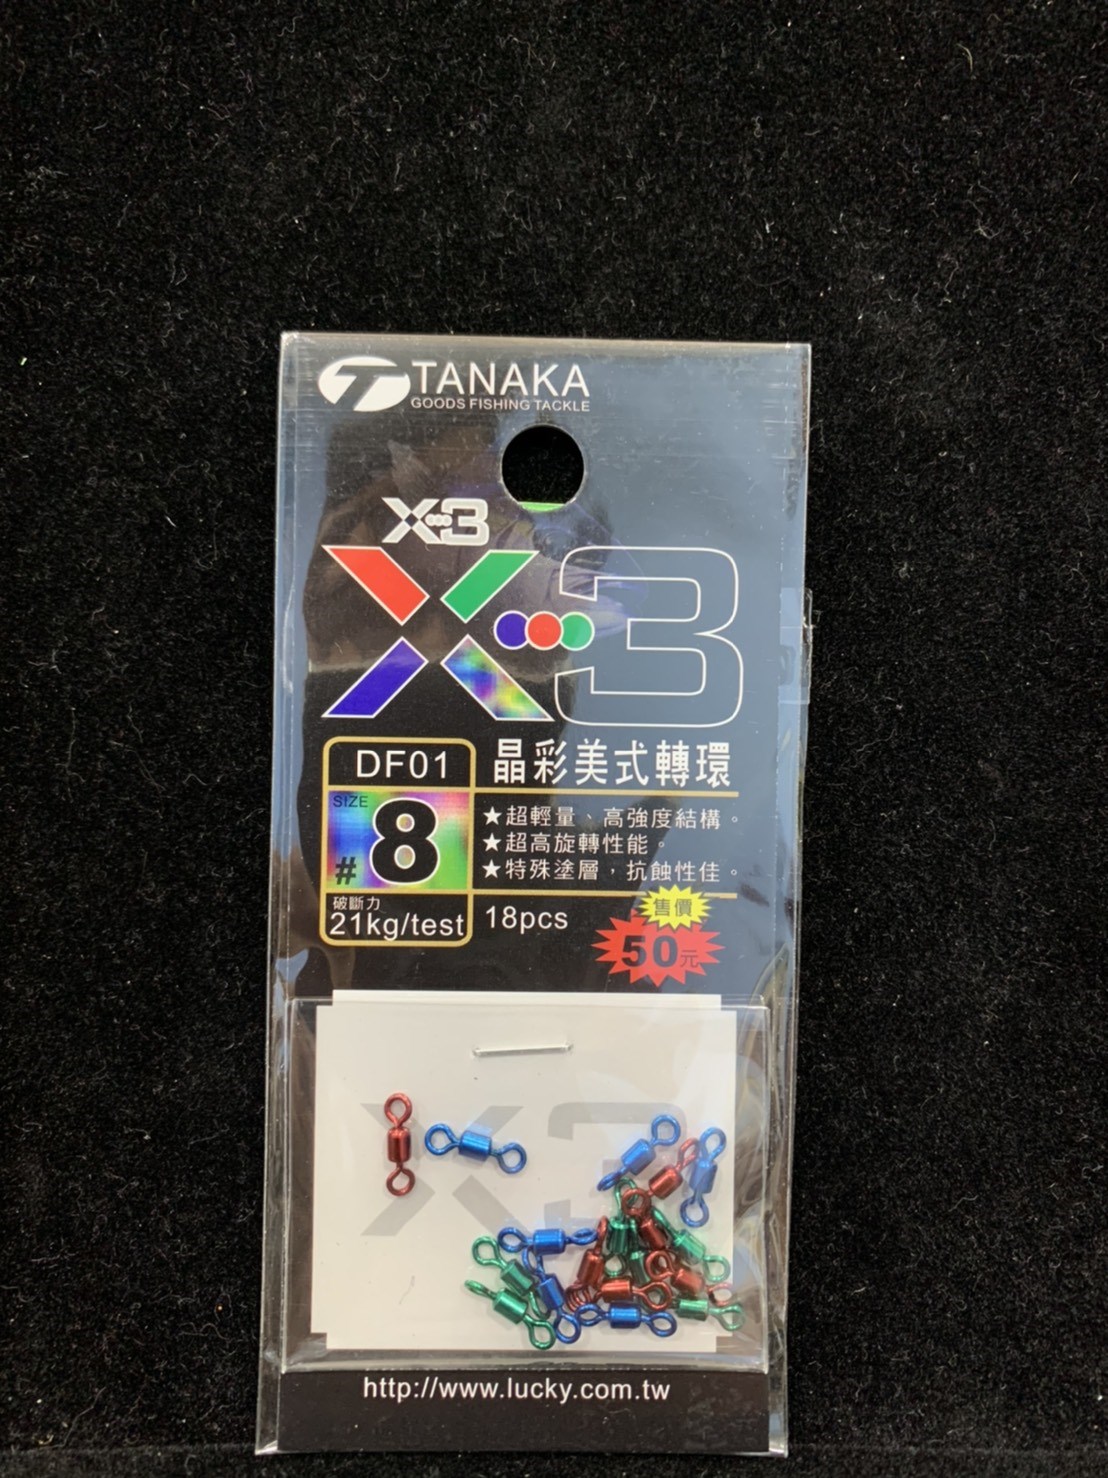 TANAKA
GOODS FISHING TACKLE
X3
X3
DF01
晶彩美式轉環
SIZE
#8
★超輕量、高強度結構。
★超高旋轉性能。
★特殊塗層，抗蝕性佳。
破斷力
21kg/test
18pcs
售價
50元
X3
http://www.lucky.com.tw